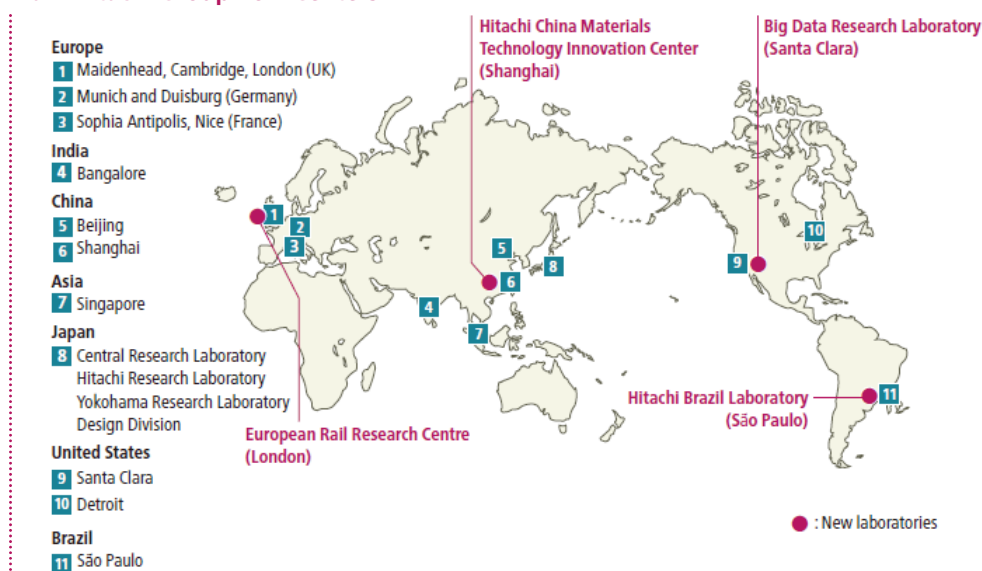 Europe
1 Maidenhead, Cambridge, London (UK)
2 Munich and Duisburg (Germany)
3 Sophia Antipolis, Nice (France)
India
4 Bangalore
China
5 Beijing
6 Shanghai
Asia
7 Singapore
Japan
8 Central Research Laboratory
Hitachi Research Laboratory
Yokohama Research Laboratory
Design Division
United States
9 Santa Clara
10 Detroit
Brazil
11 São Paulo
Hitachi China Materials
Technology Innovation Center
(Shanghai)
Big Data Research Laboratory
(Santa Clara)
1
2
3
4
5
6
7
8
9
10
11
European Rail Research Centre
(London)
Hitachi Brazil Laboratory
(São Paulo)
: New laboratories